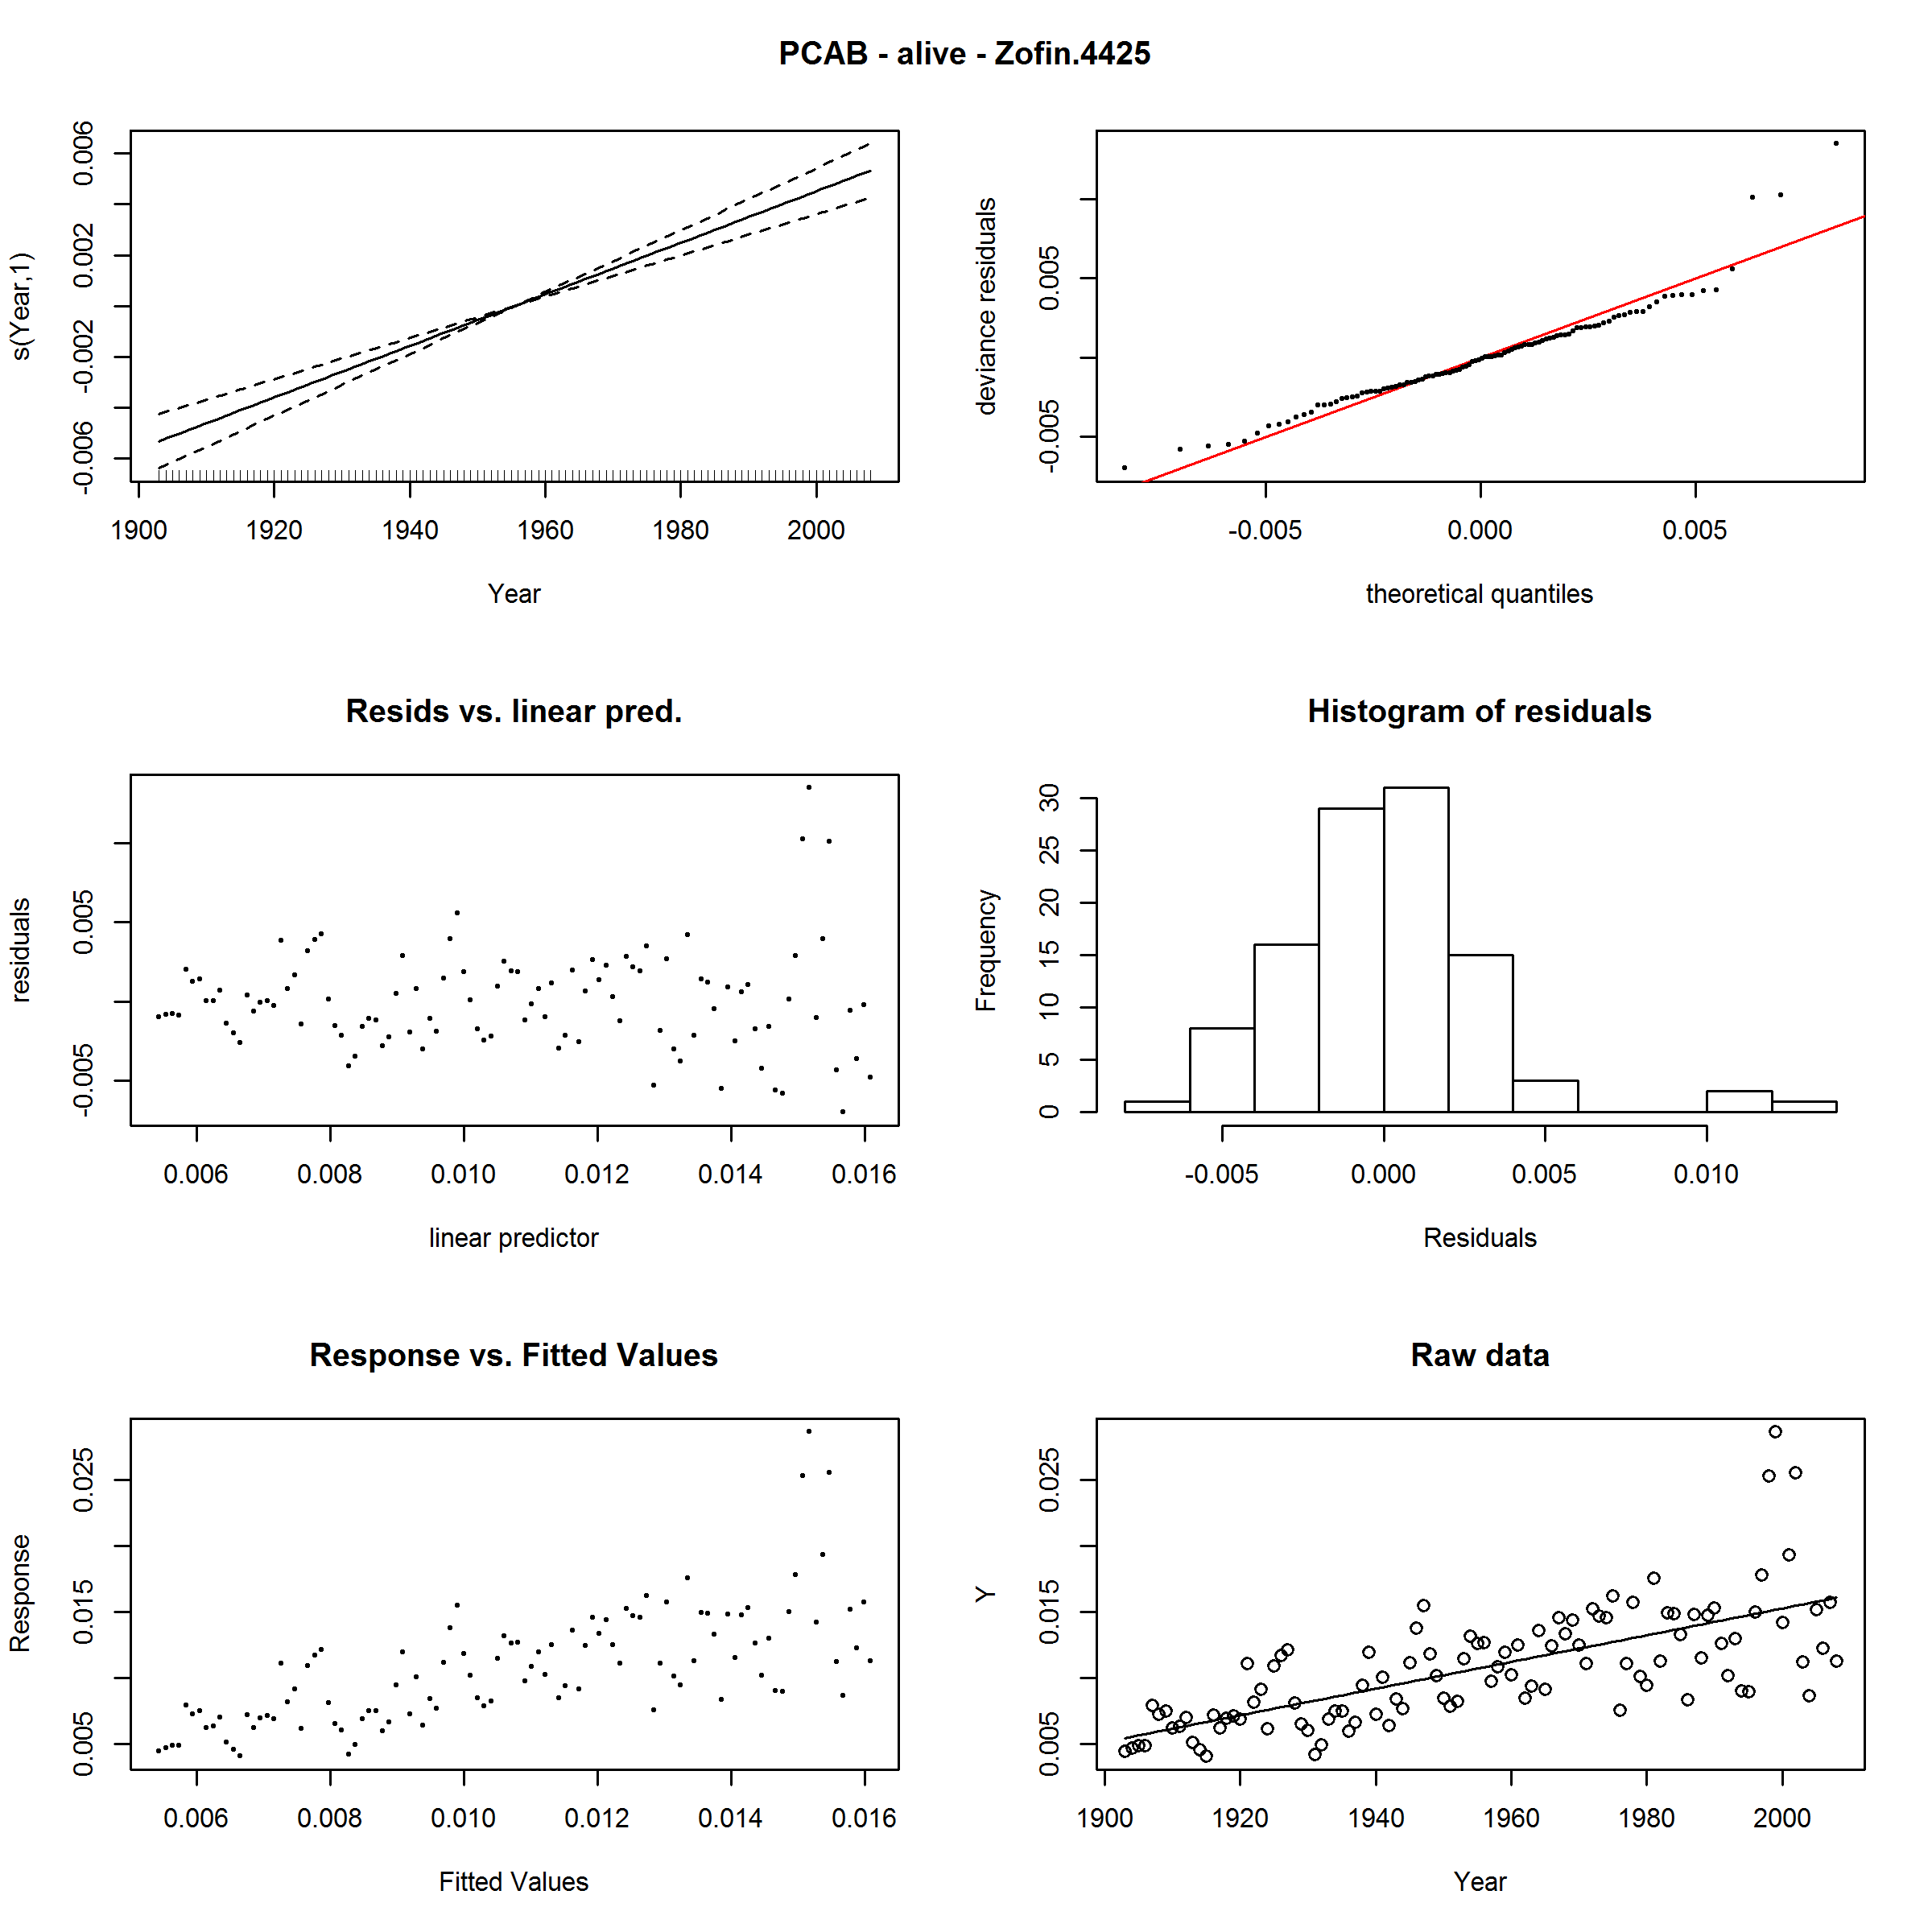 PCAB - alive - Zofin.4425
s(Year,1)
-0.006 -0.002 0.002 0.006
1900 1920 1940 1960 1980 2000
Year
deviance residuals
-0.005 0.005
-0.005 0.000 0.005
theoretical quantiles
Resids vs. linear pred.
residuals
-0.005 0.005
0.006 0.008 0.010 0.012 0.014 0.016
linear predictor
Histogram of residuals
Frequency
0 5 10 15 20 25 30
-0.005 0.000 0.005 0.010
Residuals
Response vs. Fitted Values
Response
0.005 0.015 0.025
0.006 0.008 0.010 0.012 0.014 0.016
Fitted Values
Raw data
Y
0.005 0.015 0.025
1900 1920 1940 1960 1980 2000
Year